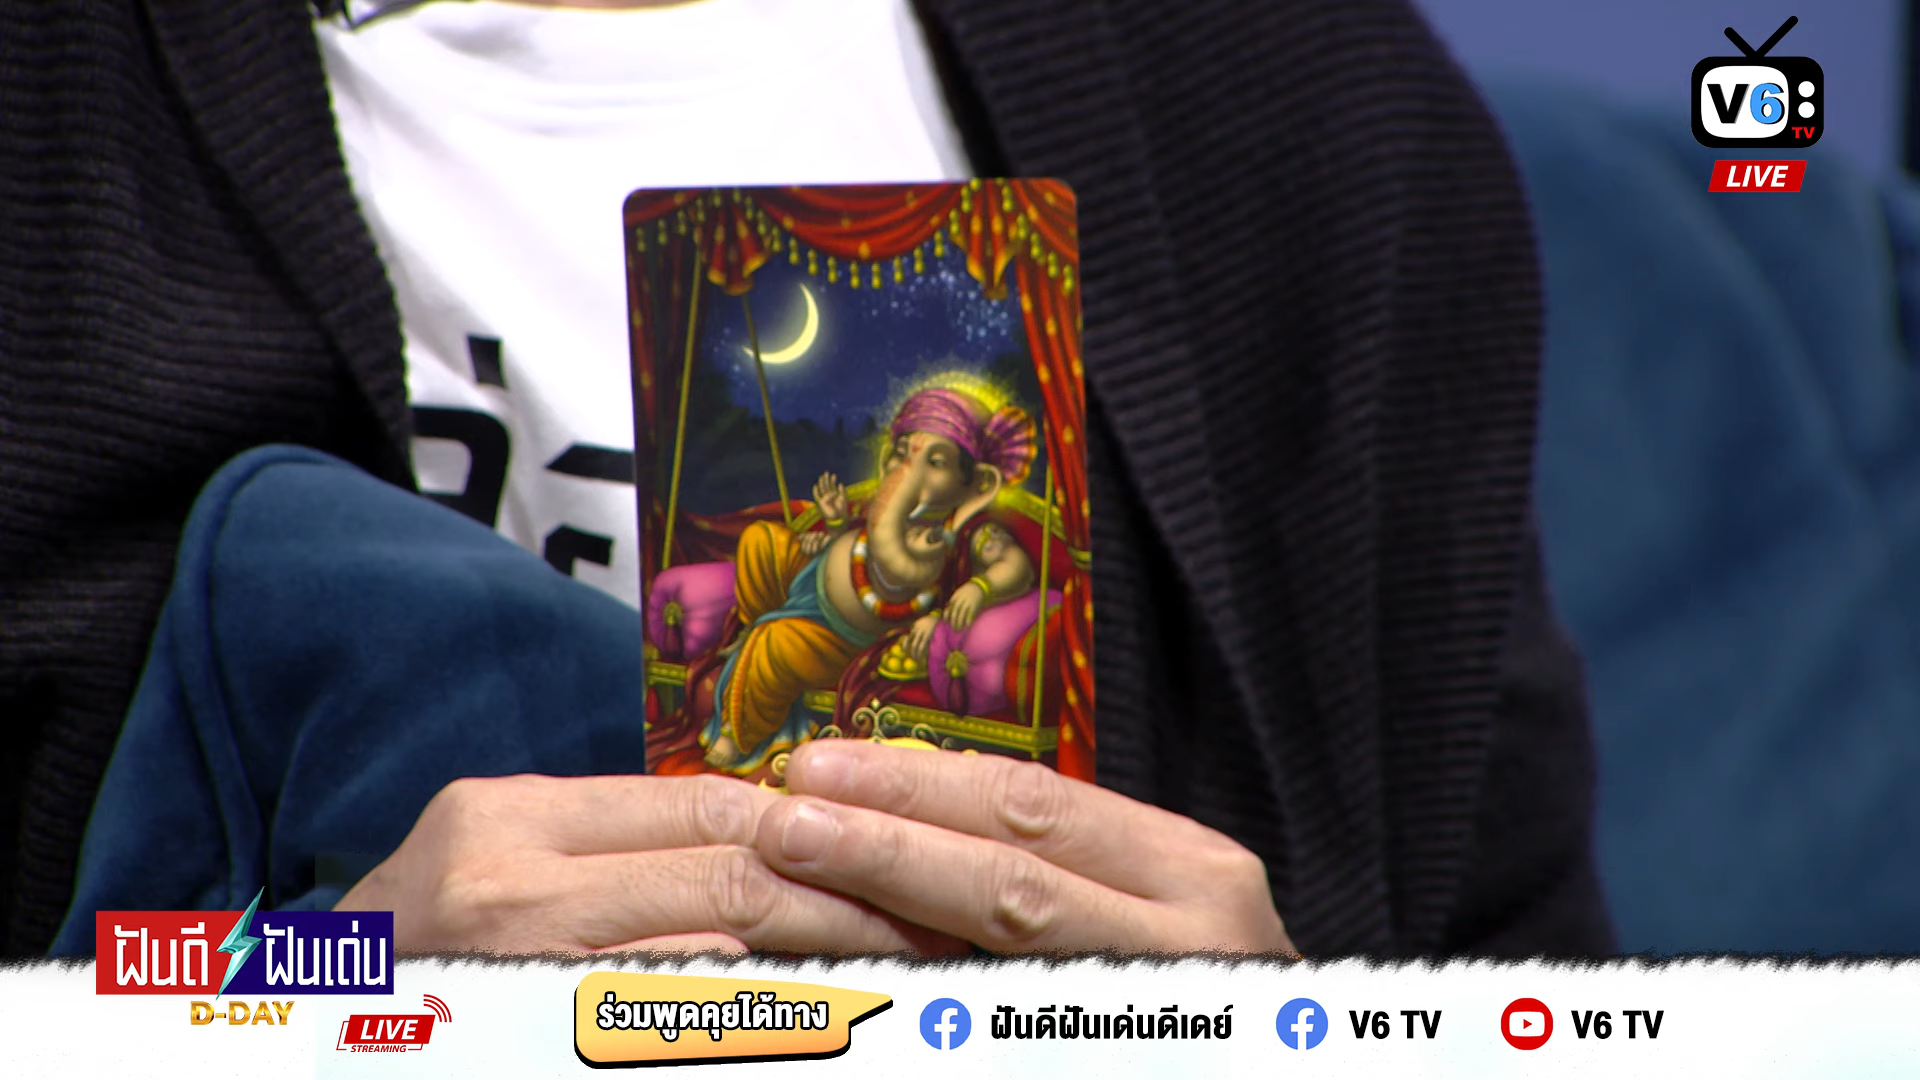 V6
TV
LIVE
ฝันดี ฝันเด่น
D-DAY
LIVE
STREAMING
ร่วมพูดคุยได้ทาง
ฝันดีฝันเด่นดีเดย์
V6 TV
V6 TV